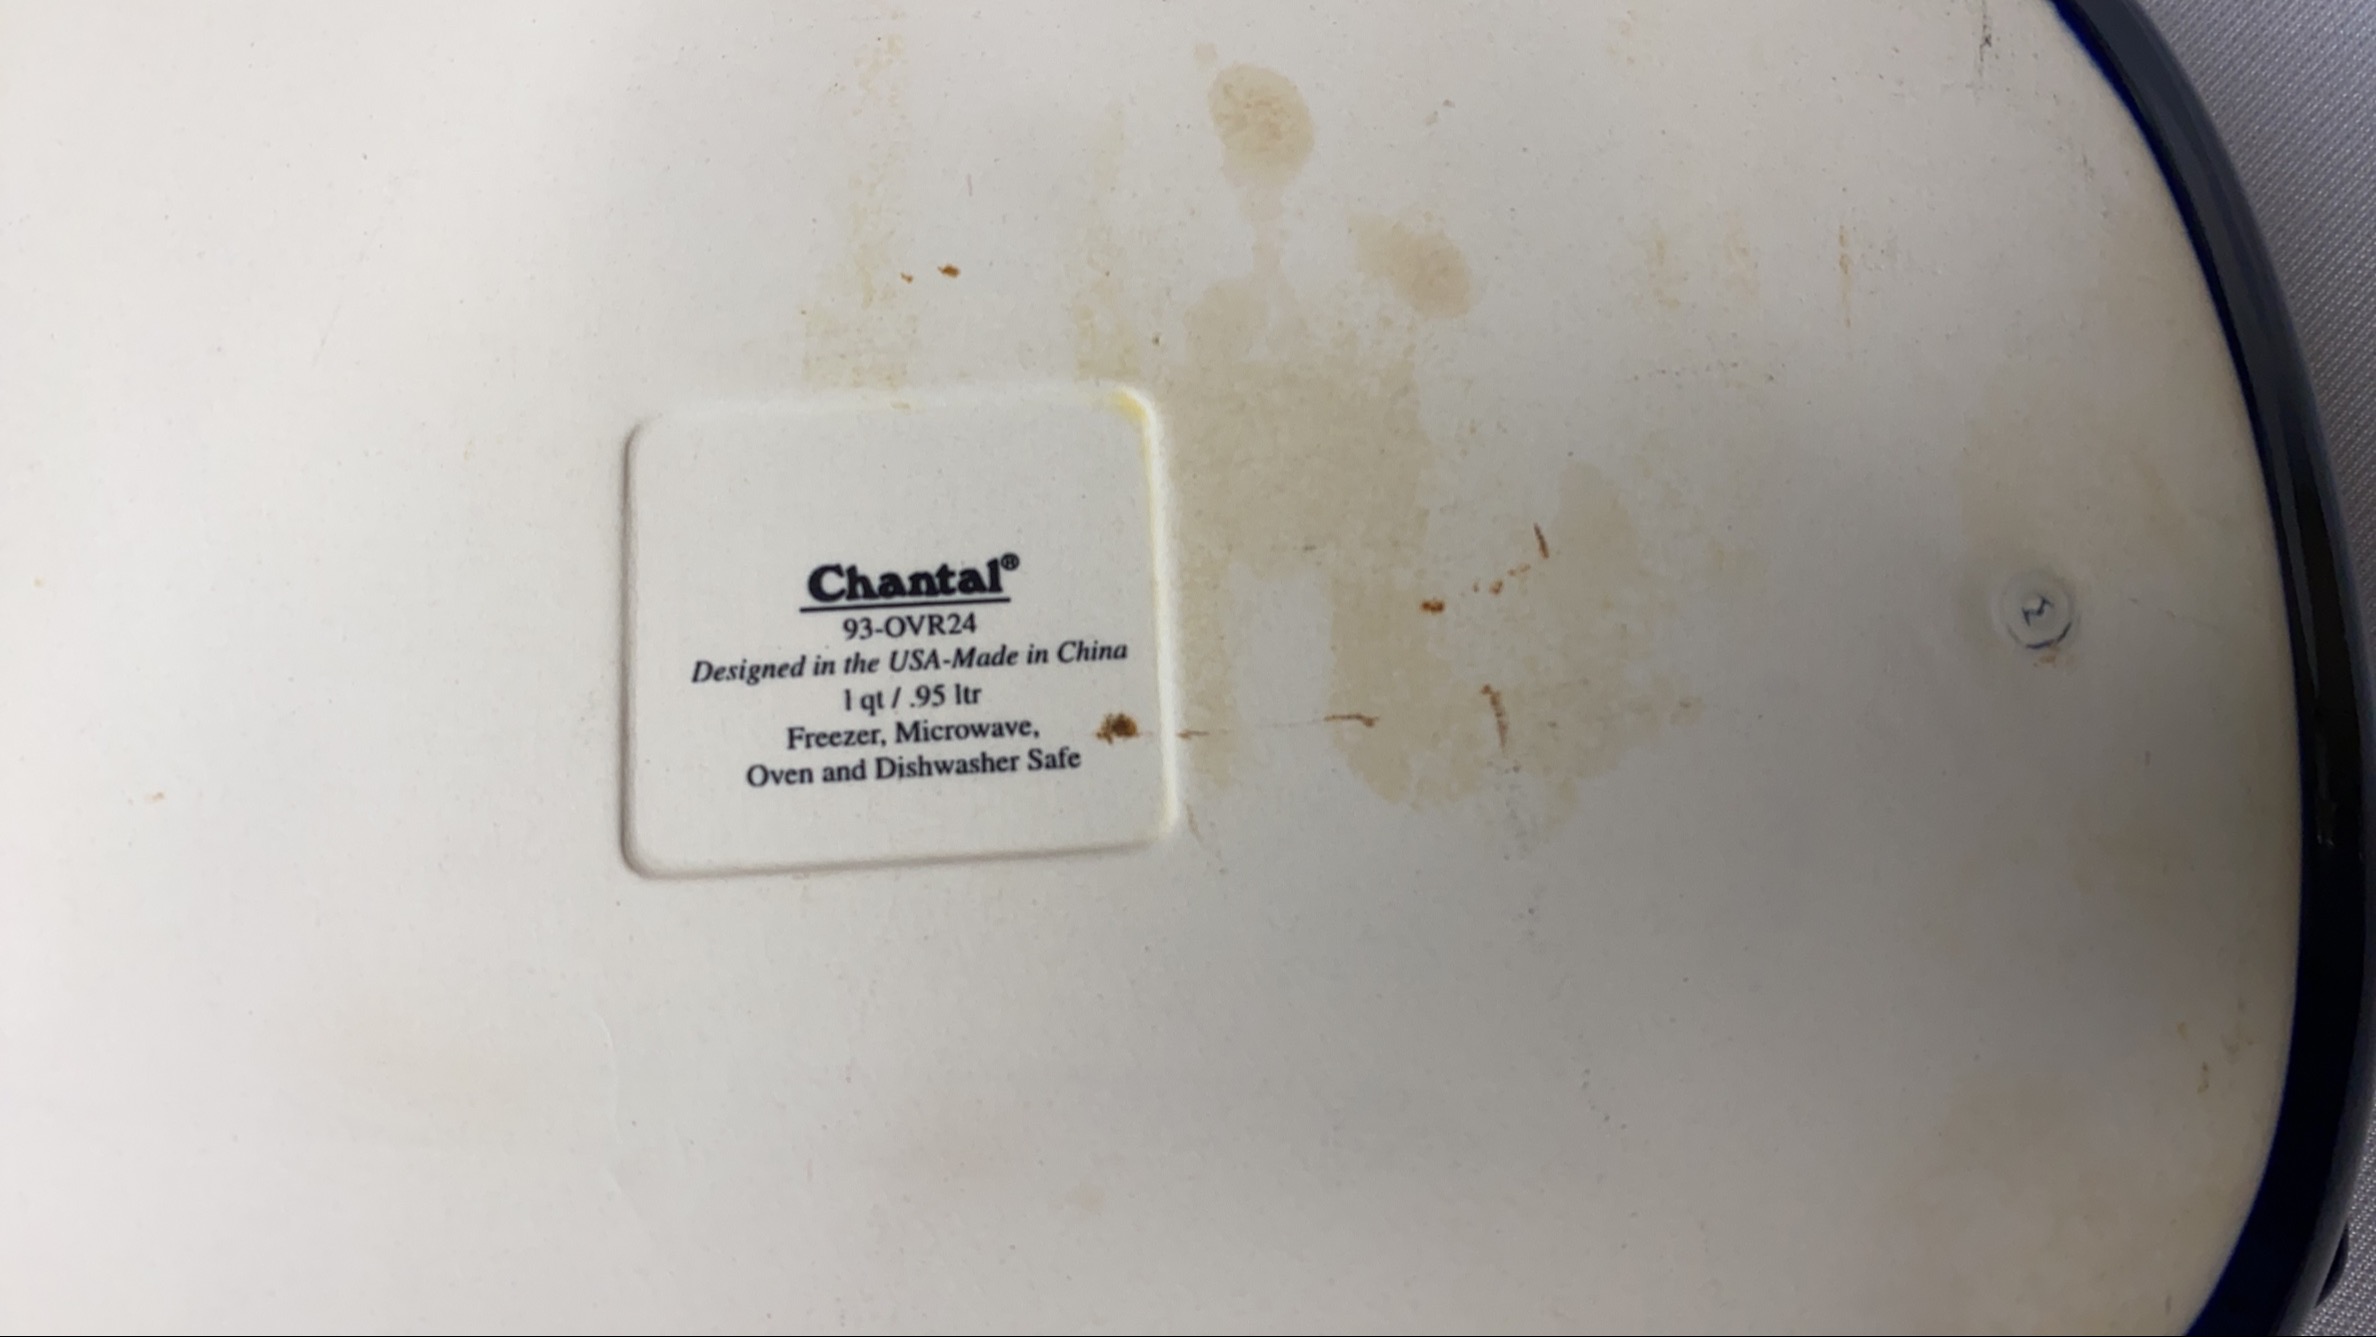 Chantal®
93-OVR24
Designed in the USA-Made in China
1 qt / .95 ltr
Freezer, Microwave,
Oven and Dishwasher Safe